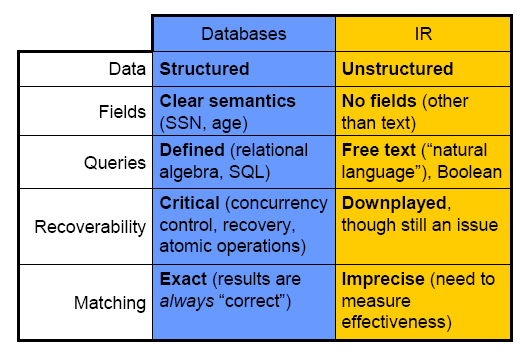 Databases IR
Data Structured Unstructured
Fields Clear semantics (SSN, age) No fields (other than text)
Queries Defined (relational algebra, SQL) Free text (“natural language”), Boolean
Recoverability Critical (concurrency control, recovery, atomic operations) Downplayed, though still an issue
Matching Exact (results are always “correct”) Imprecise (need to measure effectiveness)